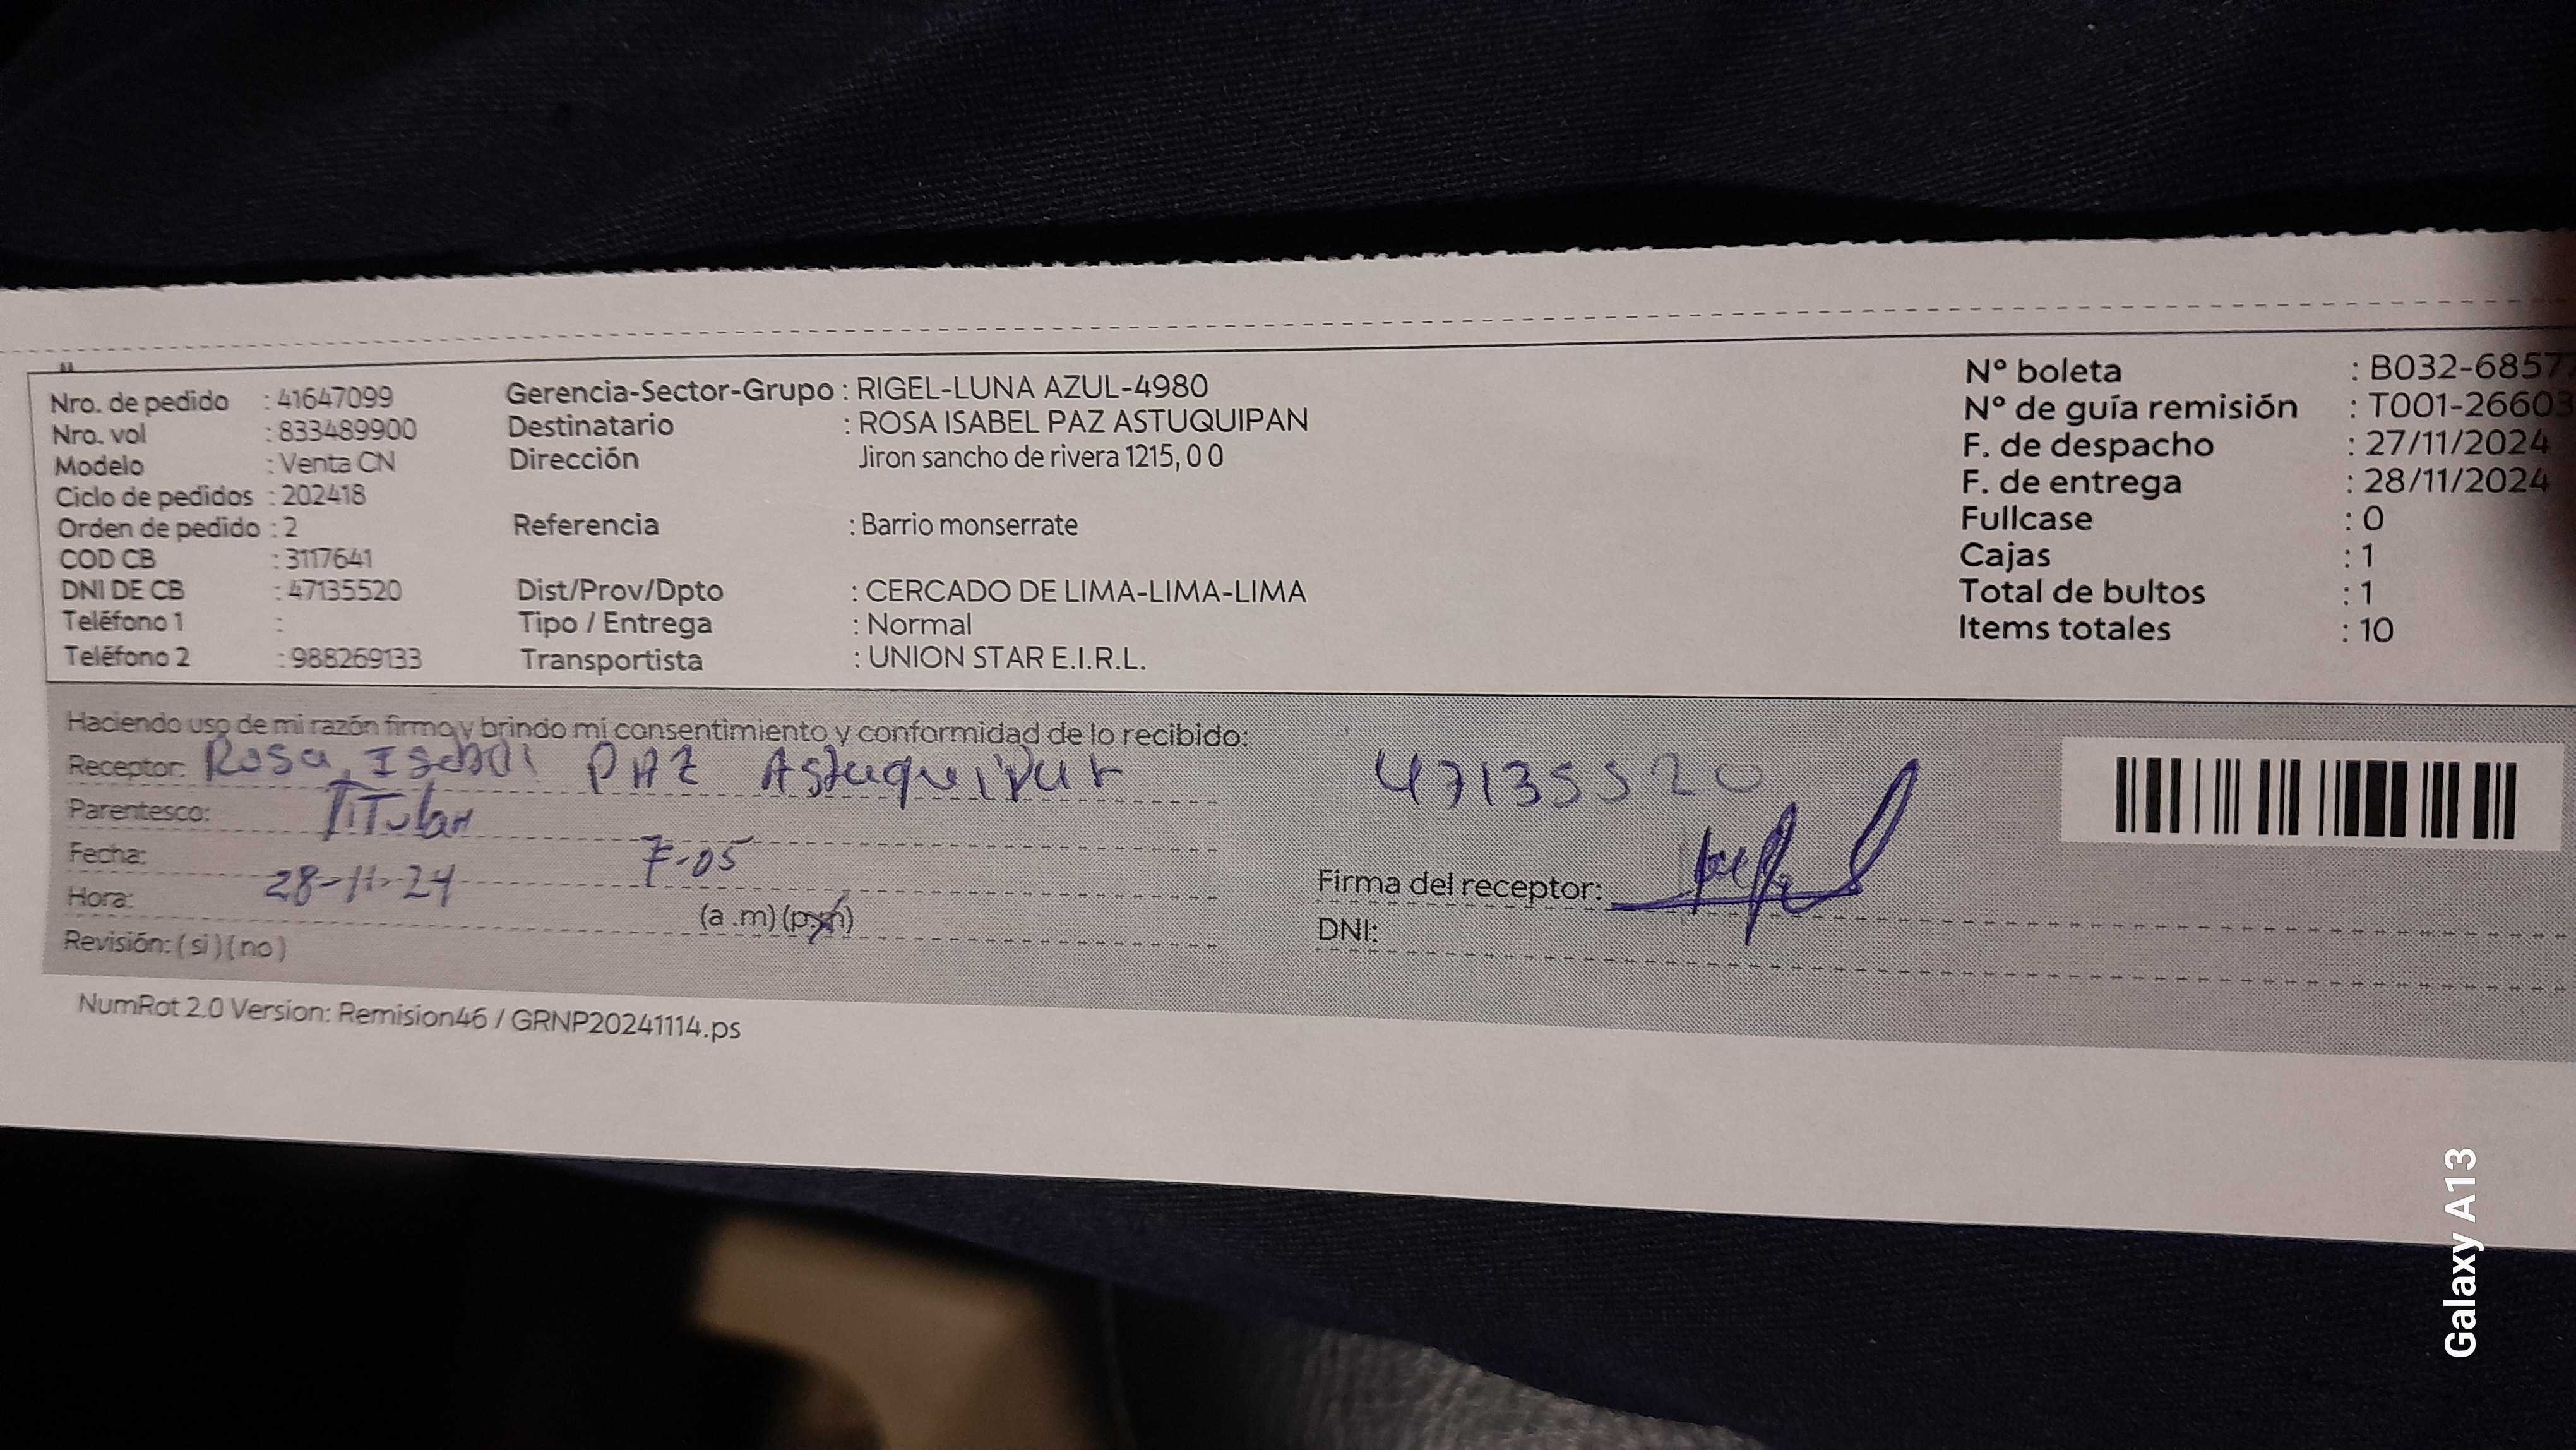 Nro. de pedido : 41647099
Nro. vol : 833489900
Modelo : Venta CN
Ciclo de pedidos : 202418
Orden de pedido : 2
COD CB : 3117641
DNI DE CB : 47135520
Teléfono 1 :
Teléfono 2 : 988269133
Gerencia-Sector-Grupo : RIGEL-LUNA AZUL-4980
Destinatario : ROSA ISABEL PAZ ASTUQUIPAN
Dirección Jiron sancho de rivera 1215, 0 0
Referencia : Barrio monserrate
Dist/Prov/Dpto : CERCADO DE LIMA-LIMA-LIMA
Tipo / Entrega : Normal
Transportista : UNION STAR E.I.R.L.
Nº boleta : B032-6857
Nº de guía remisión : T001-26603
F. de despacho : 27/11/2024
F. de entrega : 28/11/2024
Fullcase : 0
Cajas : 1
Total de bultos : 1
Items totales : 10
Haciendo uso de mi razón firmo y brindo mi consentimiento y conformidad de lo recibido:
Receptor: Rosa Isabel PAZ
Parentesco: Titular
Fecha: 28-11-24 7-05
Hora: (a .m) (p.m)
Revisión: ( si ) ( no )
47135520
Firma del receptor:
DNI:
NumRot 2.0 Version: Remision46 / GRNP20241114.ps
Galaxy A13